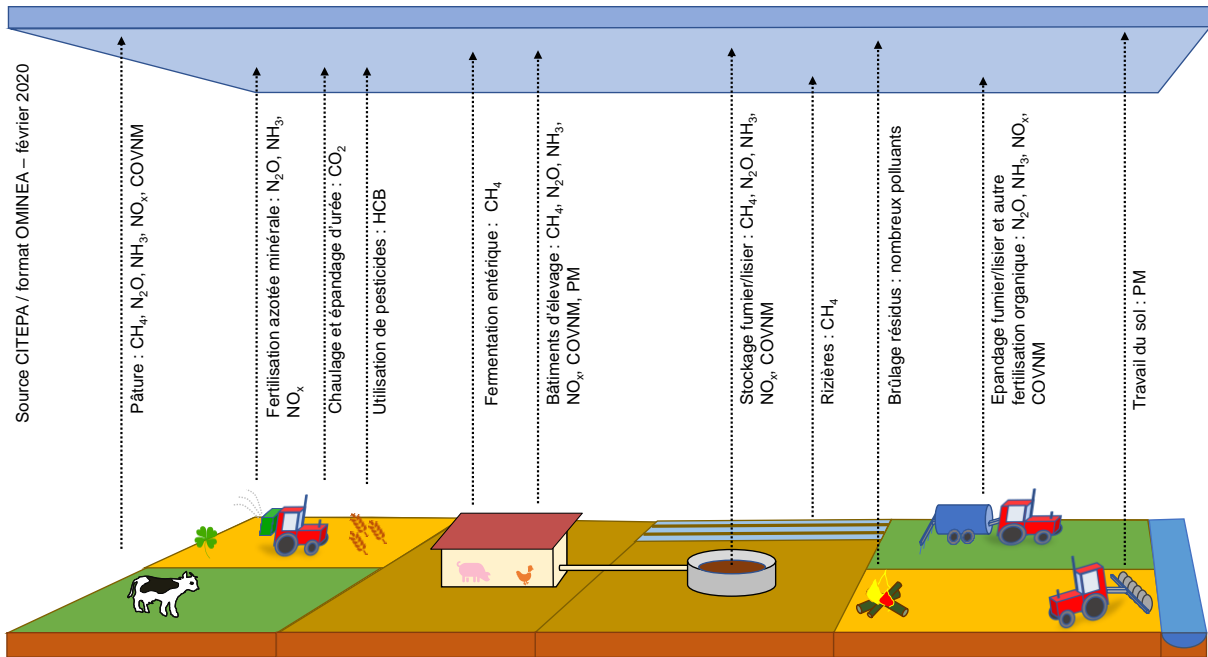 Source CITEPA / format OMINEA – février 2020
Pâture : CH₄, N₂O, NH₃, NOₓ, COVNM
Fertilisation azotée minérale : N₂O, NH₃,
NOₓ
Chaulage et épandage d'urée : CO₂
Utilisation de pesticides : HCB
Fermentation entérique : CH₄
Bâtiments d'élevage : CH₄, N₂O, NH₃,
NOₓ, COVNM, PM
Stockage fumier/lisier : CH₄, N₂O, NH₃,
NOₓ, COVNM
Rizières : CH₄
Brûlage résidus : nombreux polluants
Epandage fumier/lisier et autre
fertilisation organique : N₂O, NH₃, NOₓ,
COVNM
Travail du sol : PM